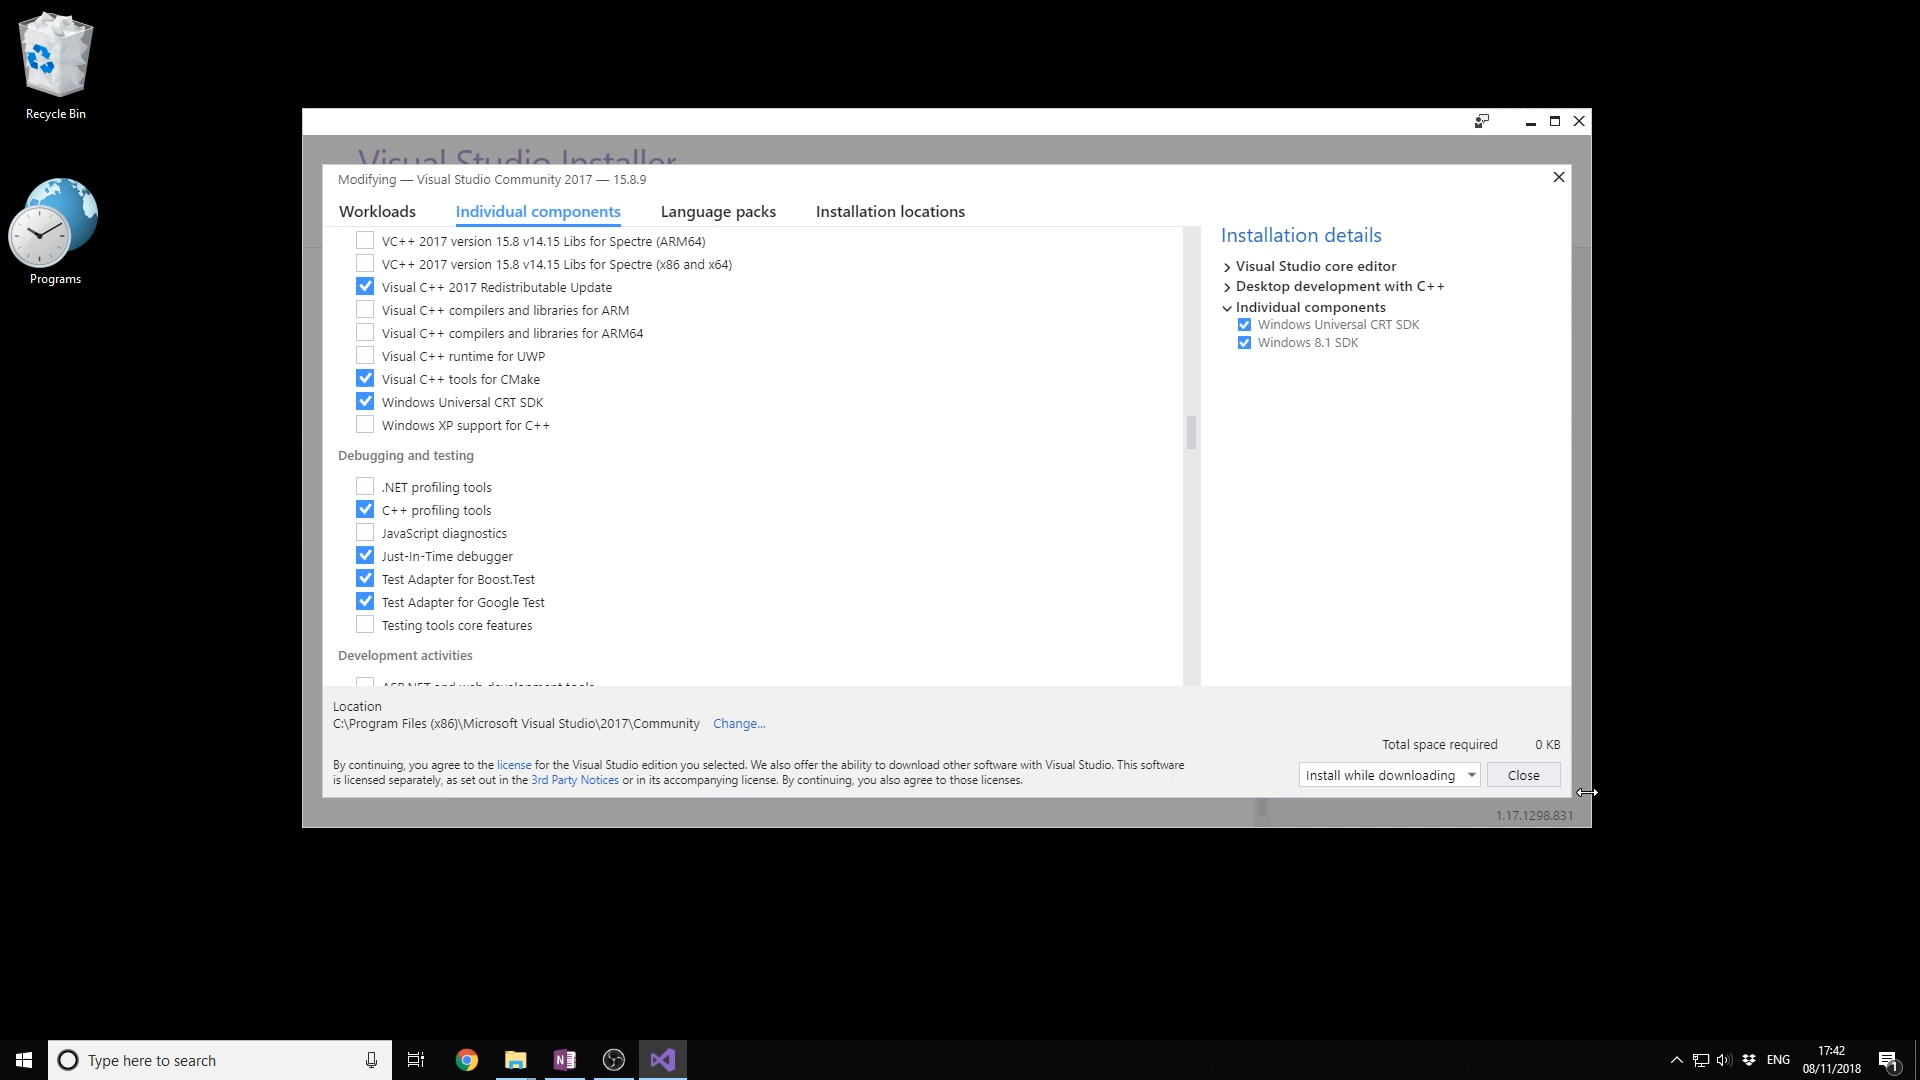 Recycle Bin
Programs
Visual Studio Installer
Modifying — Visual Studio Community 2017 — 15.8.9
Workloads
Individual components
Language packs
Installation locations
VC++ 2017 version 15.8 v14.15 Libs for Spectre (ARM64)
VC++ 2017 version 15.8 v14.15 Libs for Spectre (x86 and x64)
Visual C++ 2017 Redistributable Update
Visual C++ compilers and libraries for ARM
Visual C++ compilers and libraries for ARM64
Visual C++ runtime for UWP
Visual C++ tools for CMake
Windows Universal CRT SDK
Windows XP support for C++
Debugging and testing
.NET profiling tools
C++ profiling tools
JavaScript diagnostics
Just-In-Time debugger
Test Adapter for Boost.Test
Test Adapter for Google Test
Testing tools core features
Development activities
ASP.NET and web development tools
Installation details
Visual Studio core editor
Desktop development with C++
Individual components
Windows Universal CRT SDK
Windows 8.1 SDK
Location
C:\Program Files (x86)\Microsoft Visual Studio\2017\Community Change...
Total space required 0 KB
By continuing, you agree to the license for the Visual Studio edition you selected. We also offer the ability to download other software with Visual Studio. This software
is licensed separately, as set out in the 3rd Party Notices or in its accompanying license. By continuing, you also agree to those licenses.
Install while downloading
Close
1.17.1298.831
Type here to search
ENG
17:42
08/11/2018
1